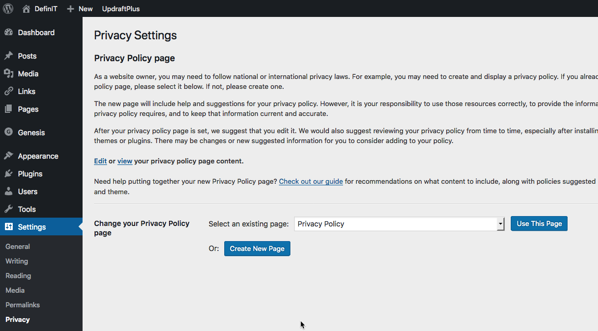 DefinIT + New UpdraftPlus
Dashboard
Posts
Media
Links
Pages
Genesis
Appearance
Plugins
Users
Tools
Settings
General
Writing
Reading
Media
Permalinks
Privacy
Privacy Settings
Privacy Policy page
As a website owner, you may need to follow national or international privacy laws. For example, you may need to create and display a privacy policy. If you
policy page, please select it below. If not, please create one.
The new page will include help and suggestions for your privacy policy. However, it is your responsibility to use those resources correctly, to provide the
privacy policy requires, and to keep that information current and accurate.
After your privacy policy page is set, we suggest that you edit it. We would also suggest reviewing your privacy policy from time to time, especially after
themes or plugins. There may be changes or new suggested information for you to consider adding to your policy.
Edit or view your privacy policy page content.
Need help putting together your new Privacy Policy page? Check out our guide for recommendations on what content to include, along with policies suggested
and theme.
Change your Privacy Policy
page
Select an existing page: Privacy Policy Use This Page
Or: Create New Page